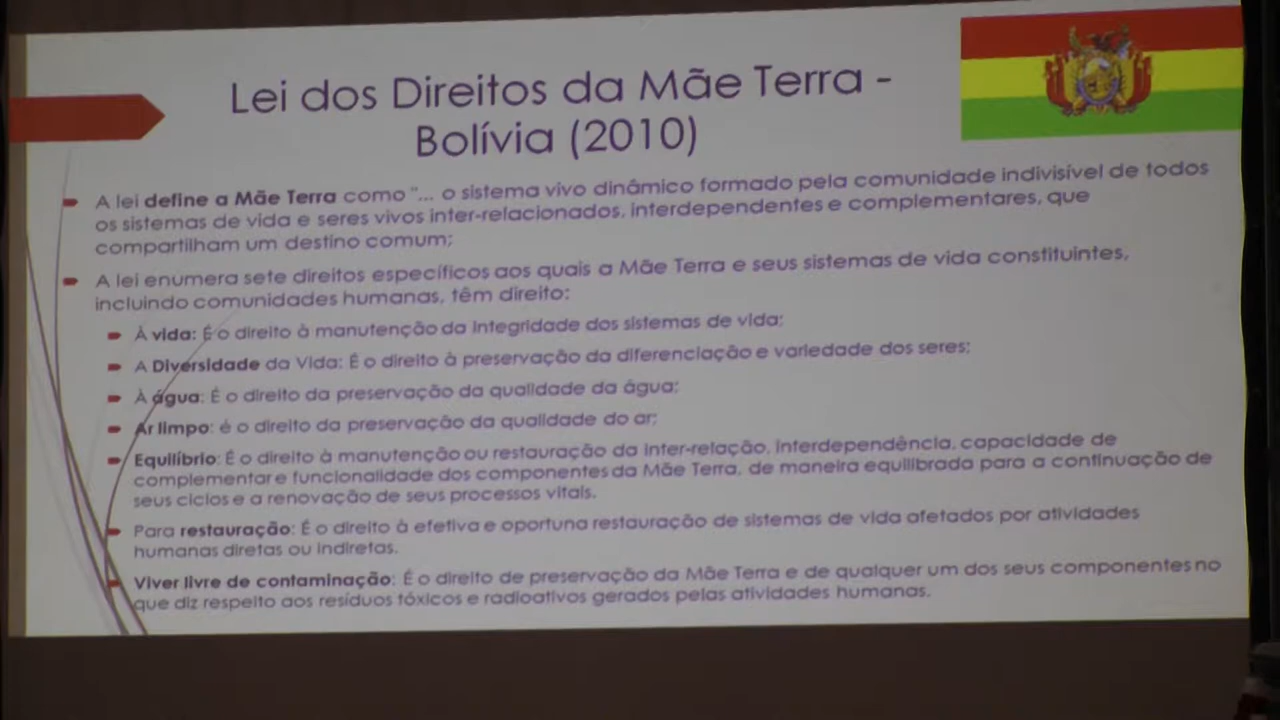 Lei dos Direitos da Mãe Terra -
Bolívia (2010)
A lei define a Mãe Terra como "... o sistema vivo dinâmico formado pela comunidade indivisível de todos
os sistemas de vida e seres vivos inter-relacionados, interdependentes e complementares, que
compartilham um destino comum;
A lei enumera sete direitos específicos aos quais a Mãe Terra e seus sistemas de vida constituintes,
incluindo comunidades humanas, têm direito:
À vida: É o direito à manutenção da integridade dos sistemas de vida;
A Diversidade da Vida: É o direito à preservação da diferenciação e variedade dos seres;
À água: É o direito da preservação da qualidade da água;
Ar limpo: é o direito da preservação da qualidade do ar;
Equilíbrio: É o direito à manutenção ou restauração da inter-relação, interdependência, capacidade de
complementar e funcionalidade dos componentes da Mãe Terra, de maneira equilibrada para a continuação de
seus ciclos e a renovação de seus processos vitais.
Para restauração: É o direito à efetiva e oportuna restauração de sistemas de vida afetados por atividades
humanas diretas ou indiretas.
Viver livre de contaminação: É o direito de preservação da Mãe Terra e de qualquer um dos seus componentes no
que diz respeito aos resíduos tóxicos e radioativos gerados pelas atividades humanas.